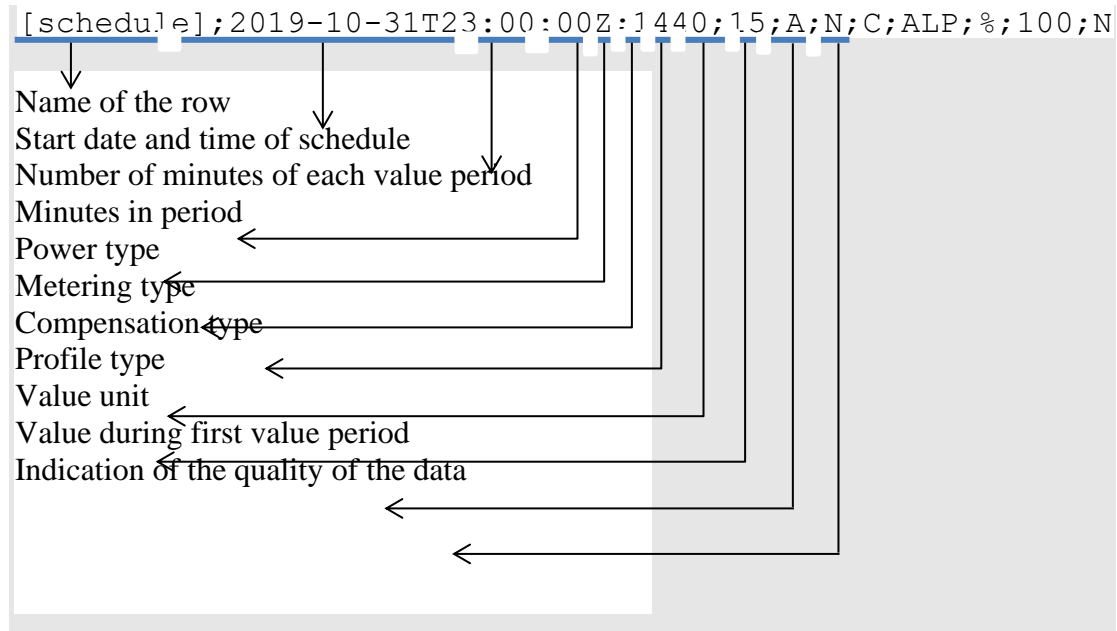 [schedule];2019-10-31T23:00:00Z:1440;15;A;N;C;ALP;%;100;N
Name of the row
Start date and time of schedule
Number of minutes of each value period
Minutes in period
Power type
Metering type
Compensation type
Profile type
Value unit
Value during first value period
Indication of the quality of the data